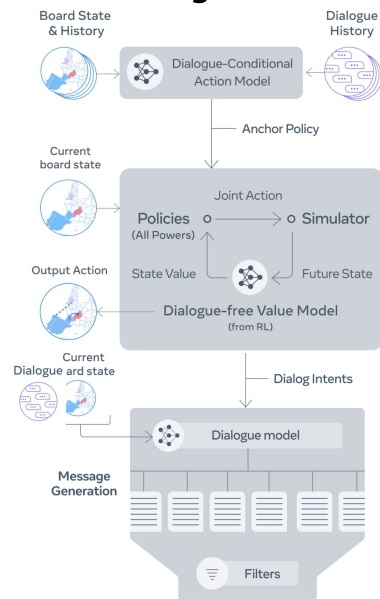 Board State
& History
Dialogue
History
Dialogue-Conditional
Action Model
Anchor Policy
Current
board state
Joint Action
Policies
(All Powers)
Simulator
State Value
Future State
Output Action
Dialogue-free Value Model
(from RL)
Current
Dialogue
ard state
Dialog Intents
Dialogue model
Message
Generation
Filters